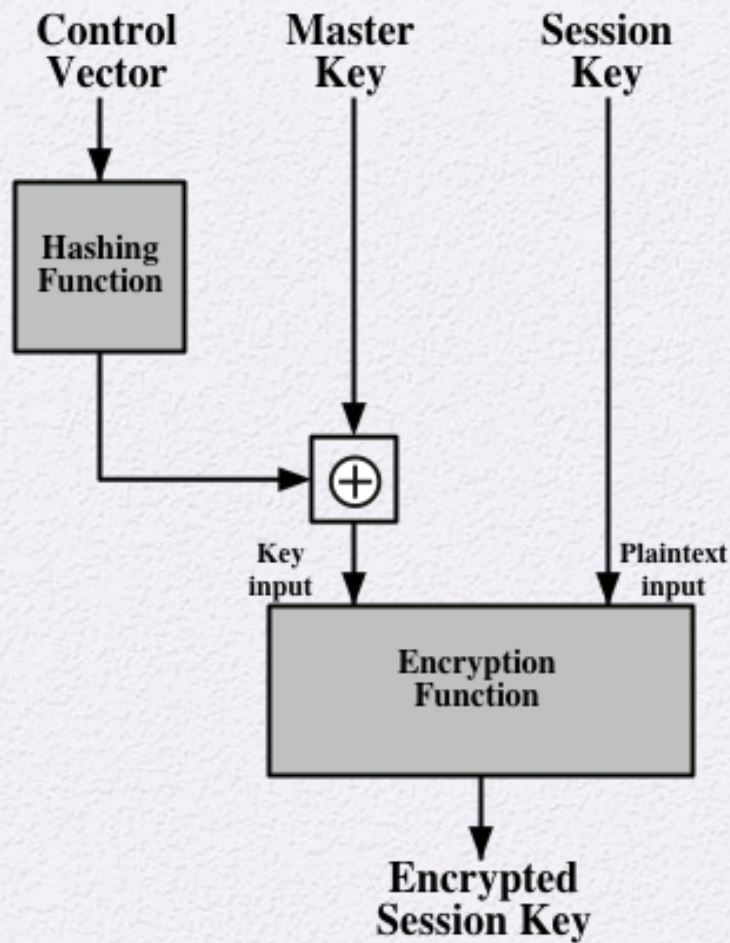 Control
Vector
Master
Key
Session
Key
Hashing
Function
Key
input
Plaintext
input
Encryption
Function
Encrypted
Session Key